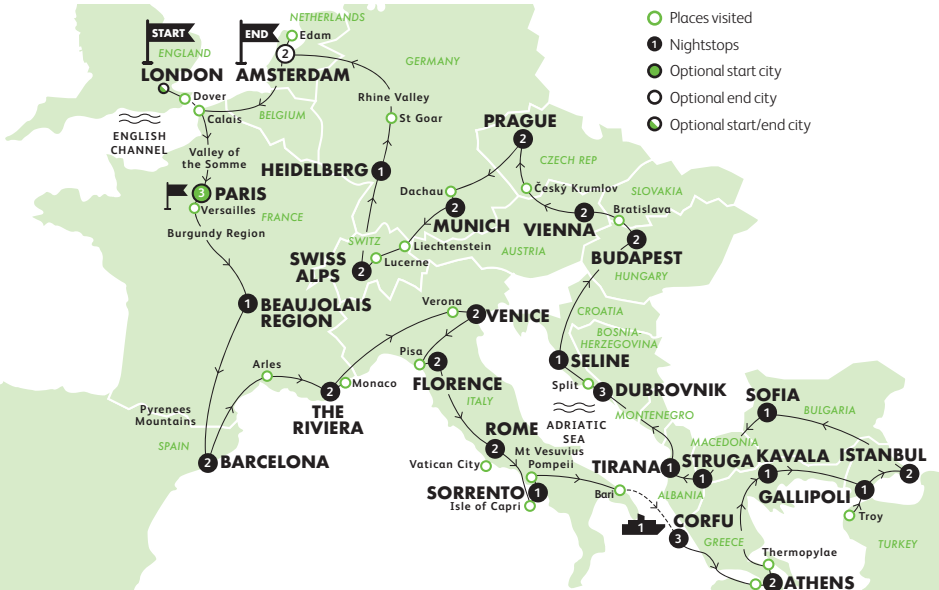 START
ENGLAND
LONDON
Dover
Calais
ENGLISH
CHANNEL
END
2
AMSTERDAM
NETHERLANDS
Edam
BELGIUM
GERMANY
Places visited
1 Nightstops
Optional start city
Optional end city
Optional start/end city
Valley of
the Somme
3 PARIS
Versailles
FRANCE
Burgundy Region
Rhine Valley
St Goar
HEIDELBERG 1
PRAGUE
2
CZECH REP
Dachau
2
MUNICH
Český Krumlov
SLOVAKIA
Bratislava
2
VIENNA
2
BUDAPEST
HUNGARY
AUSTRIA
SWITZ
Liechtenstein
Lucerne
SWISS
ALPS 2
1 BEAUJOLAIS
REGION
Verona
2 VENICE
CROATIA
BOSNIA-
HERZEGOVINA
Pisa
2
FLORENCE
ITALY
1 SELINE
Split
3 DUBROVNIK
ADRIATIC
SEA
MONTENEGRO
Arles
2
Monaco
THE
RIVIERA
Pyrenees
Mountains
SPAIN
2 BARCELONA
ROME
2
Vatican City
Mt Vesuvius
Pompeii
SORRENTO 1
Isle of Capri
Bari
1
SOFIA
1
BULGARIA
MACEDONIA
TIRANA 1
STRUGA
1
ALBANIA
KAVALA
1
ISTANBUL
2
GALLIPOLI 1
Troy
CORFU
3
GREECE
TURKEY
Thermopylae
2 ATHENS